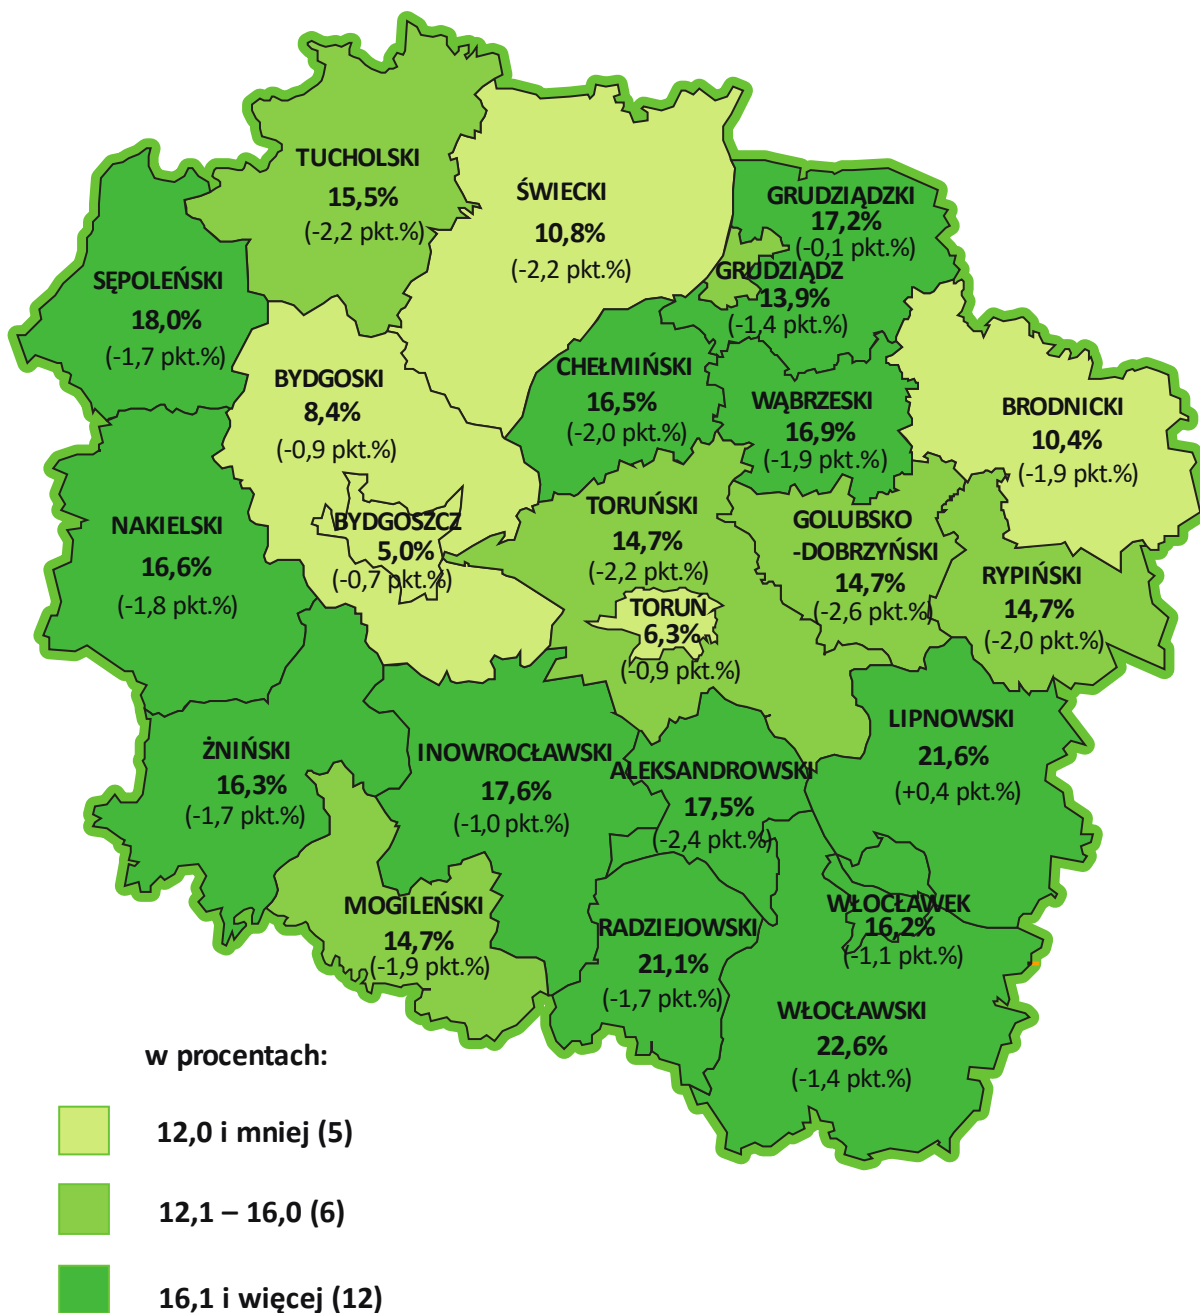 TUCHOLSKI
15,5%
(-2,2 pkt.%)
ŚWIECKI
10,8%
(-2,2 pkt.%)
GRUDZIĄDZKI
17,2%
(-0,1 pkt.%)
GRUDZIĄDZ
13,9%
(-1,4 pkt.%)
SĘPOLEŃSKI
18,0%
(-1,7 pkt.%)
BYDGOSKI
8,4%
(-0,9 pkt.%)
CHEŁMIŃSKI
16,5%
(-2,0 pkt.%)
WĄBRZESKI
16,9%
(-1,9 pkt.%)
BRODNICKI
10,4%
(-1,9 pkt.%)
NAKIELSKI
16,6%
(-1,8 pkt.%)
BYDGOSZCZ
5,0%
(-0,7 pkt.%)
TORUŃSKI
14,7%
(-2,2 pkt.%)
GOLUBSKO
-DOBRZYŃSKI
14,7%
(-2,6 pkt.%)
RYPIŃSKI
14,7%
(-2,0 pkt.%)
TORUŃ
6,3%
(-0,9 pkt.%)
ŻNIŃSKI
16,3%
(-1,7 pkt.%)
INOWROCŁAWSKI
17,6%
(-1,0 pkt.%)
ALEKSANDROWSKI
17,5%
(-2,4 pkt.%)
LIPNOWSKI
21,6%
(+0,4 pkt.%)
MOGILEŃSKI
14,7%
(-1,9 pkt.%)
RADZIEJOWSKI
21,1%
(-1,7 pkt.%)
WŁOCŁAWEK
16,2%
(-1,1 pkt.%)
WŁOCŁAWSKI
22,6%
(-1,4 pkt.%)
w procentach:
12,0 i mniej (5)
12,1 – 16,0 (6)
16,1 i więcej (12)